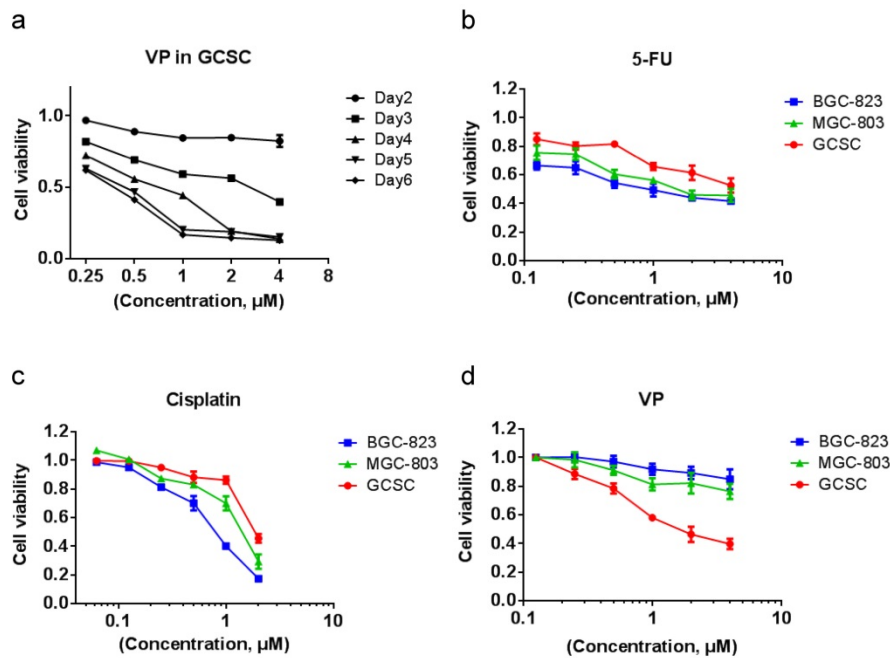 a
VP in GCSC
Cell viability
1.0
0.5
0.0
0.25 0.5 1 2 4 8
(Concentration, µM)
Day2
Day3
Day4
Day5
Day6
b
5-FU
Cell viability
1.2
1.0
0.8
0.6
0.4
0.2
0.0
0.1 1 10
(Concentration, µM)
BGC-823
MGC-803
GCSC
c
Cisplatin
Cell viability
1.2
1.0
0.8
0.6
0.4
0.2
0.0
0.1 1 10
(Concentration, µM)
BGC-823
MGC-803
GCSC
d
VP
Cell viability
1.2
1.0
0.8
0.6
0.4
0.2
0.0
0.1 1 10
(Concentration, µM)
BGC-823
MGC-803
GCSC